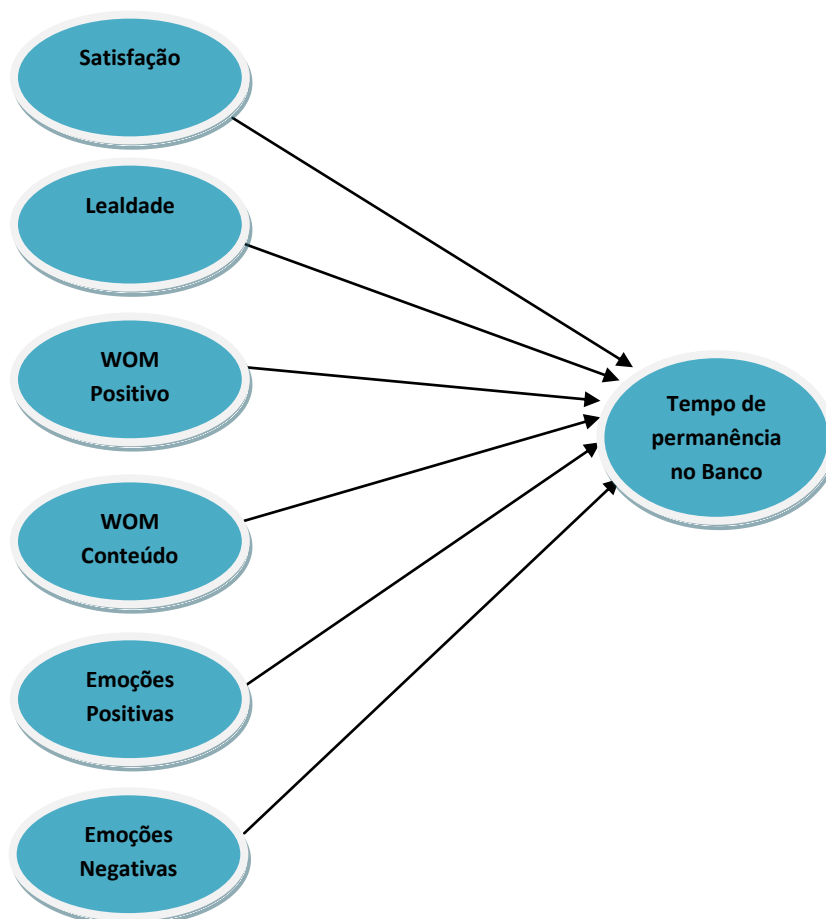 Satisfação
Lealdade
WOM
Positivo
WOM
Conteúdo
Emoções
Positivas
Emoções
Negativas
Tempo de
permanência
no Banco